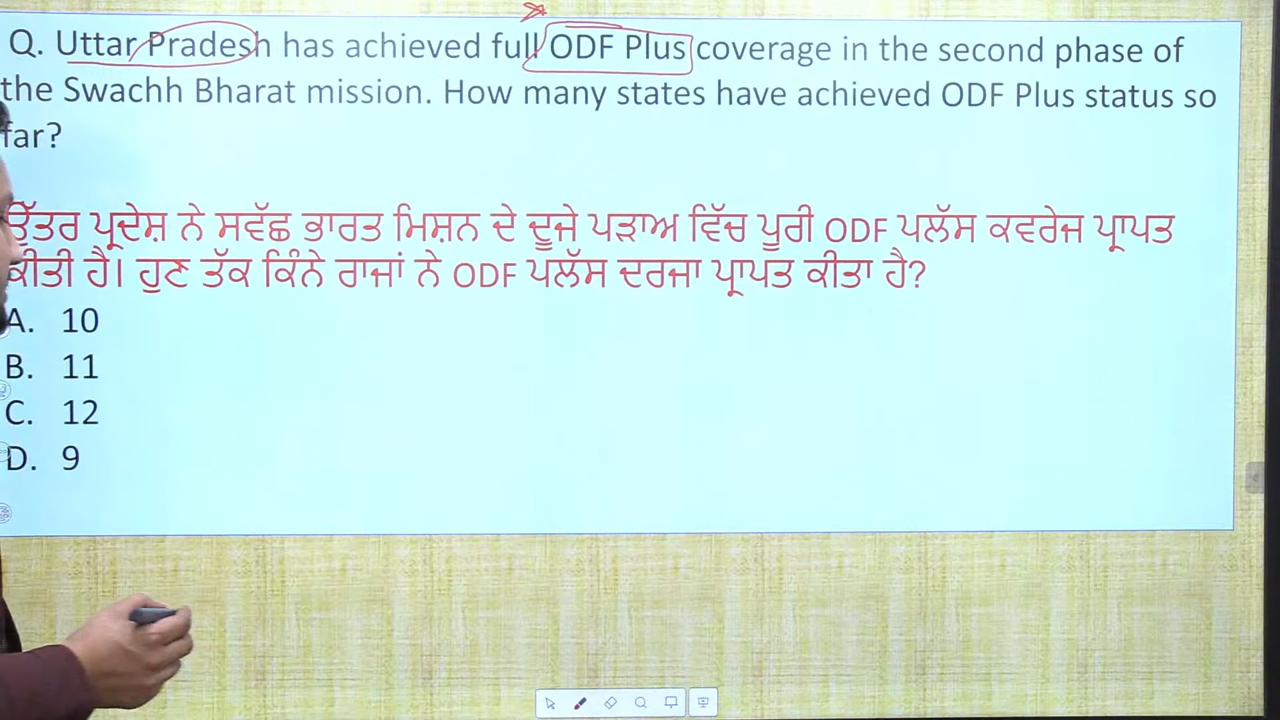 Q. Uttar Pradesh has achieved full ODF Plus coverage in the second phase of
the Swachh Bharat mission. How many states have achieved ODF Plus status so
far?
ਉੱਤਰ ਪ੍ਰਦੇਸ਼ ਨੇ ਸਵੱਛ ਭਾਰਤ ਮਿਸ਼ਨ ਦੇ ਦੂਜੇ ਪੜਾਅ ਵਿੱਚ ਪੂਰੀ ODF ਪਲੱਸ ਕਵਰੇਜ ਪ੍ਰਾਪਤ
ਕੀਤੀ ਹੈ। ਹੁਣ ਤੱਕ ਕਿੰਨੇ ਰਾਜਾਂ ਨੇ ODF ਪਲੱਸ ਦਰਜਾ ਪ੍ਰਾਪਤ ਕੀਤਾ ਹੈ?
A. 10
B. 11
C. 12
D. 9